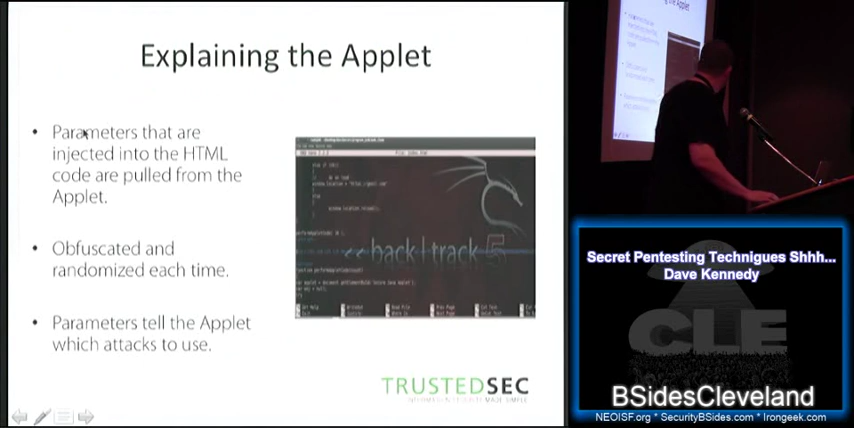 Explaining the Applet
• Parameters that are
injected into the HTML
code are pulled from the
Applet.
• Obfuscated and
randomized each time.
• Parameters tell the Applet
which attacks to use.
<< back | track 5
TRUSTEDSEC
Secret Pentesting Technigues Shhh...
Dave Kennedy
CLE
BSidesCleveland
NEOISF.org * SecurityBSides.com * Irongeek.com